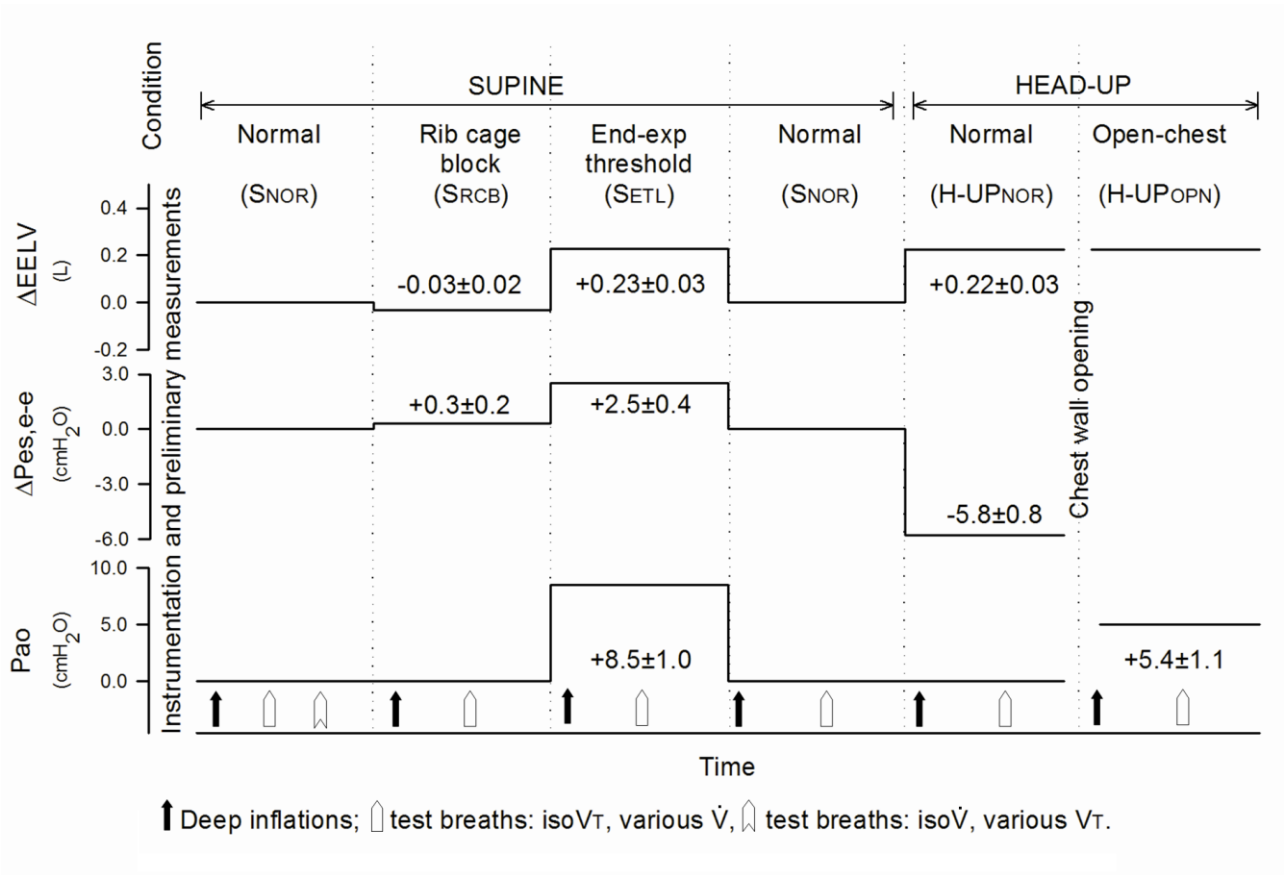 Condition
SUPINE
HEAD-UP
Normal
(SNOR)
Rib cage
block
(SRCB)
End-exp
threshold
(SETL)
Normal
(SNOR)
Normal
(H-UPNOR)
Open-chest
(H-UPOPN)
Instrumentation and preliminary measurements
ΔEELV
(L)
0.4
0.2
0.0
-0.2
-0.03±0.02
+0.23±0.03
+0.22±0.03
Chest wall opening
ΔPes,e-e
(cmH2O)
3.0
0.0
-3.0
-6.0
+0.3±0.2
+2.5±0.4
-5.8±0.8
Pao
(cmH2O)
10.0
5.0
0.0
+8.5±1.0
+5.4±1.1
Time
Deep inflations; test breaths: isoVT, various V̇, test breaths: isoV̇, various VT.